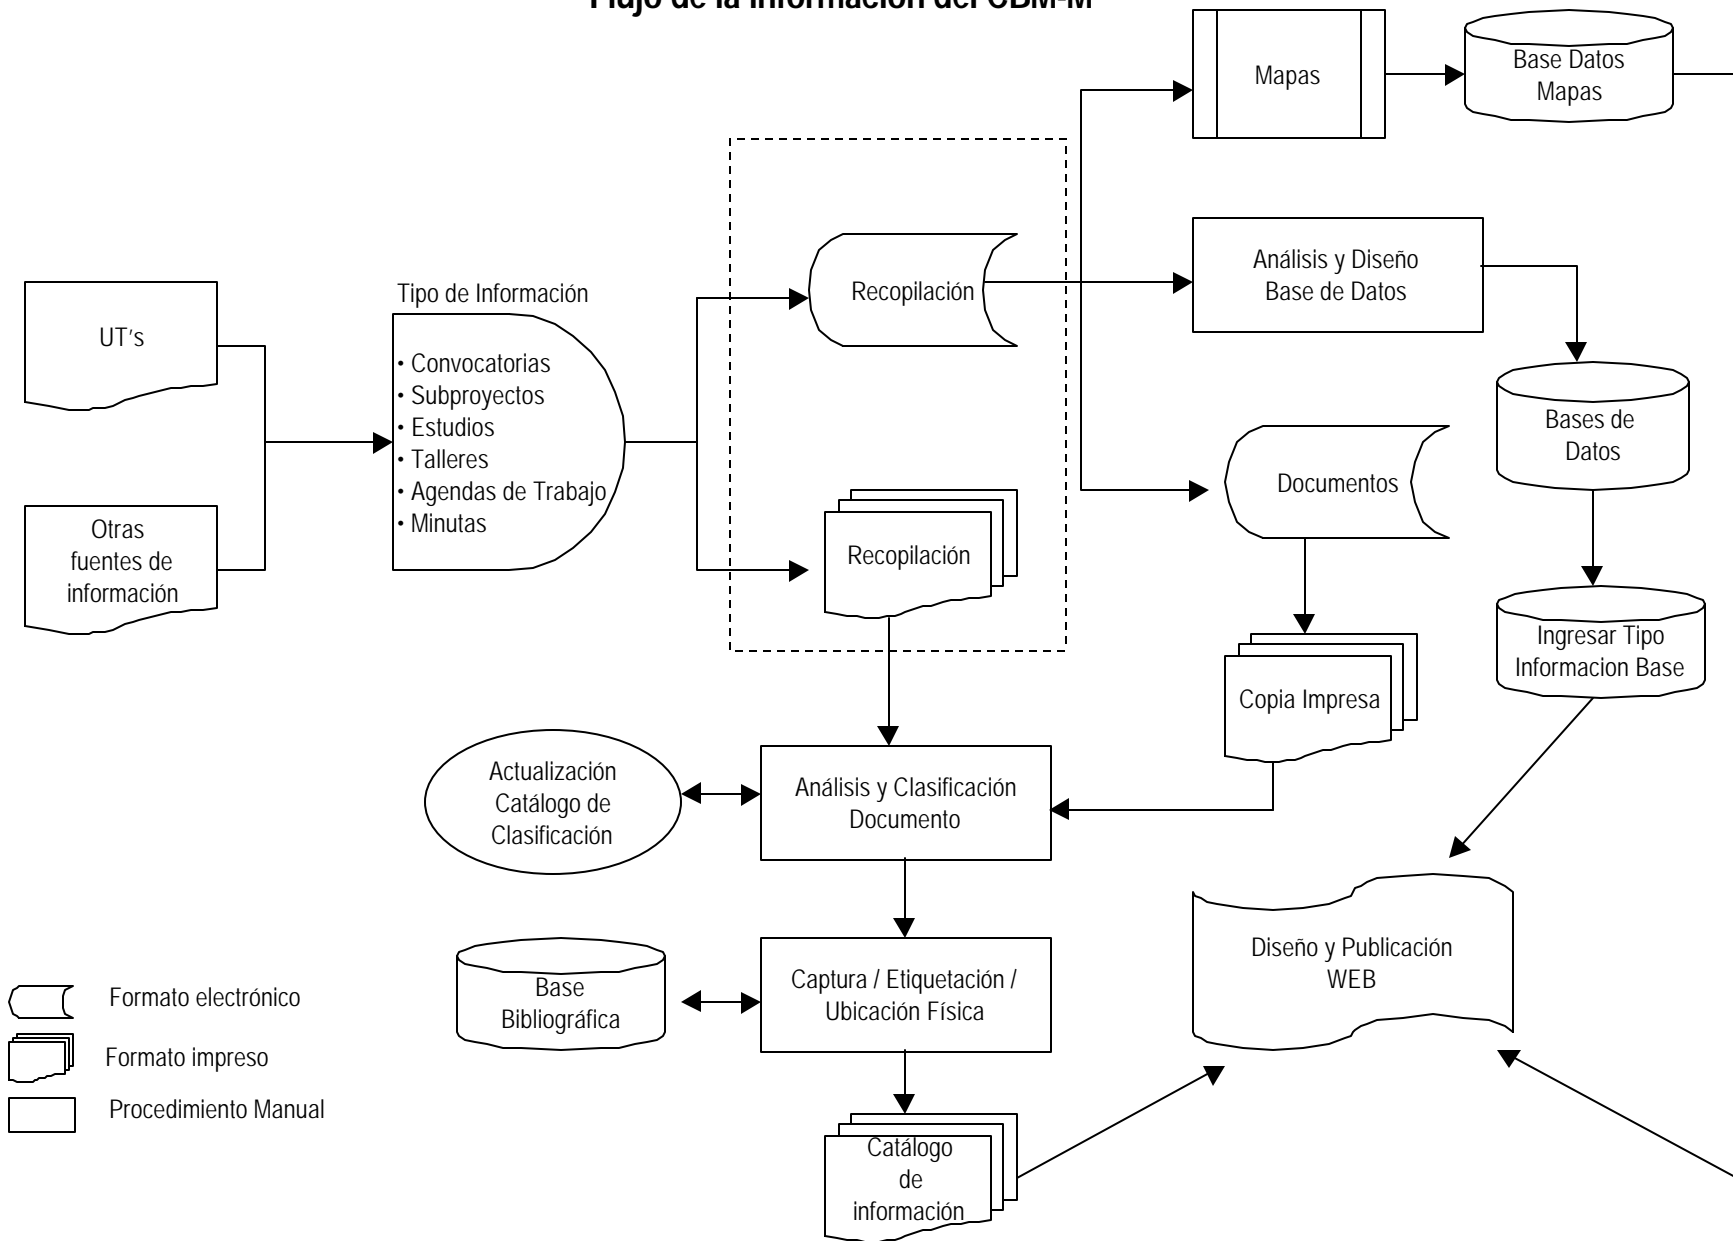 Flujo de la Información del CBM-M
Mapas
Base Datos
Mapas
Recopilación
Análisis y Diseño
Base de Datos
UT's
Tipo de Información
• Convocatorias
• Subproyectos
• Estudios
• Talleres
• Agendas de Trabajo
• Minutas
Bases de
Datos
Documentos
Otras
fuentes de
información
Recopilación
Ingresar Tipo
Informacion Base
Copia Impresa
Actualización
Catálogo de
Clasificación
Análisis y Clasificación
Documento
Diseño y Publicación
WEB
Base
Bibliográfica
Captura / Etiquetación /
Ubicación Física
Formato electrónico
Formato impreso
Procedimiento Manual
Catálogo
de
información